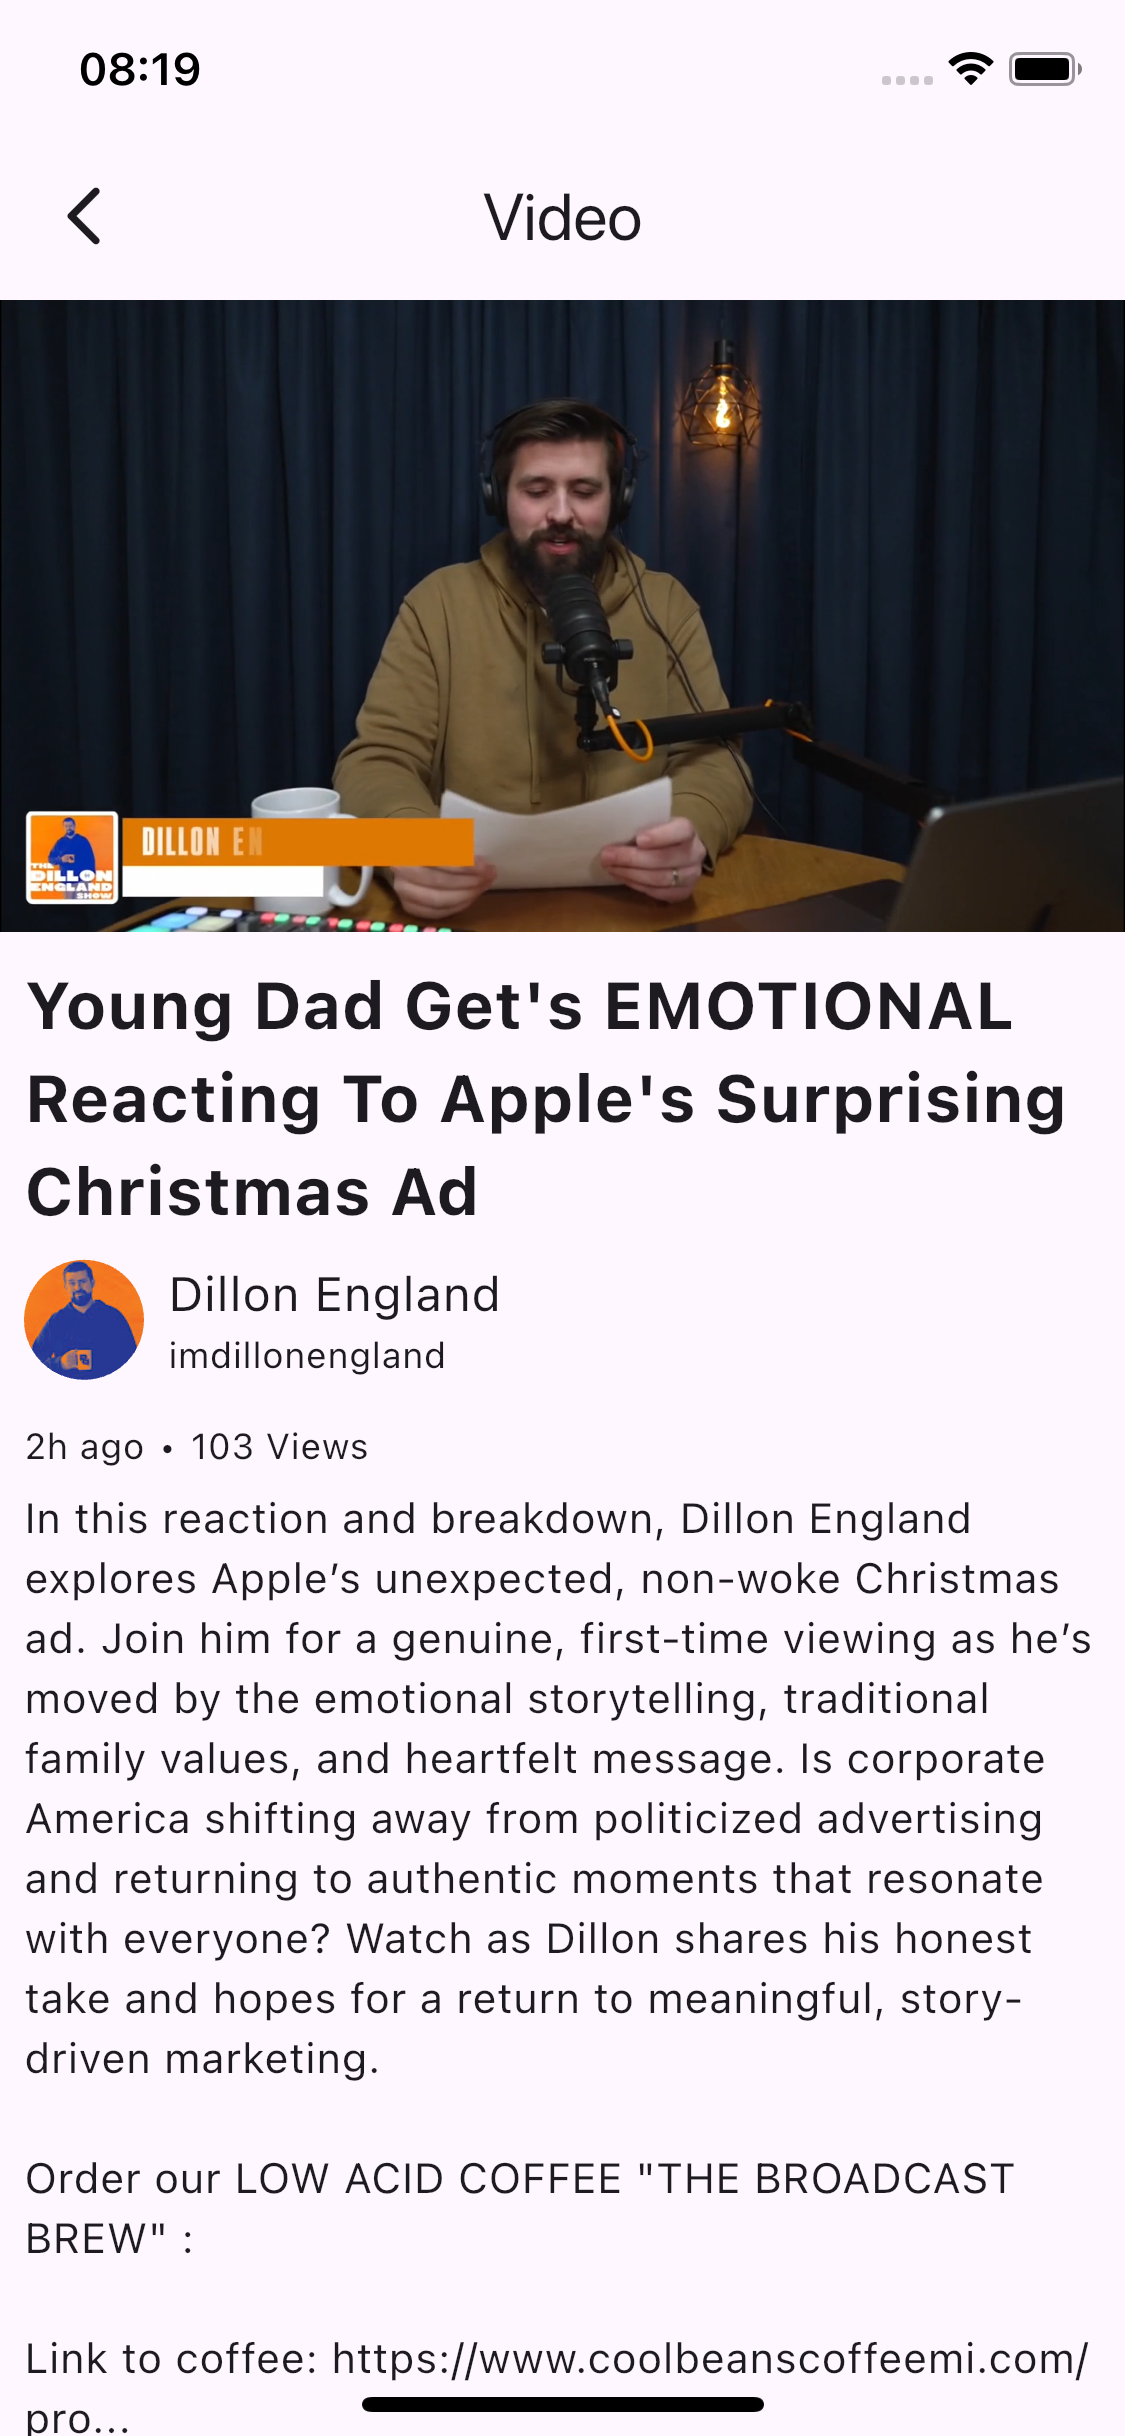 08:19
Video
DILLON EN
THE
DILLON
ENGLAND
SHOW
Young Dad Get's EMOTIONAL
Reacting To Apple's Surprising
Christmas Ad
Dillon England
imdillonengland
2h ago • 103 Views
In this reaction and breakdown, Dillon England
explores Apple’s unexpected, non-woke Christmas
ad. Join him for a genuine, first-time viewing as he’s
moved by the emotional storytelling, traditional
family values, and heartfelt message. Is corporate
America shifting away from politicized advertising
and returning to authentic moments that resonate
with everyone? Watch as Dillon shares his honest
take and hopes for a return to meaningful, story-
driven marketing.
Order our LOW ACID COFFEE "THE BROADCAST
BREW" :
Link to coffee: https://www.coolbeanscoffeemi.com/
pro...